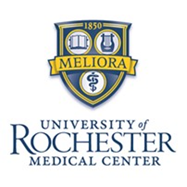 1850
MELIORA
UNIVERSITY of
ROCHESTER
MEDICAL CENTER